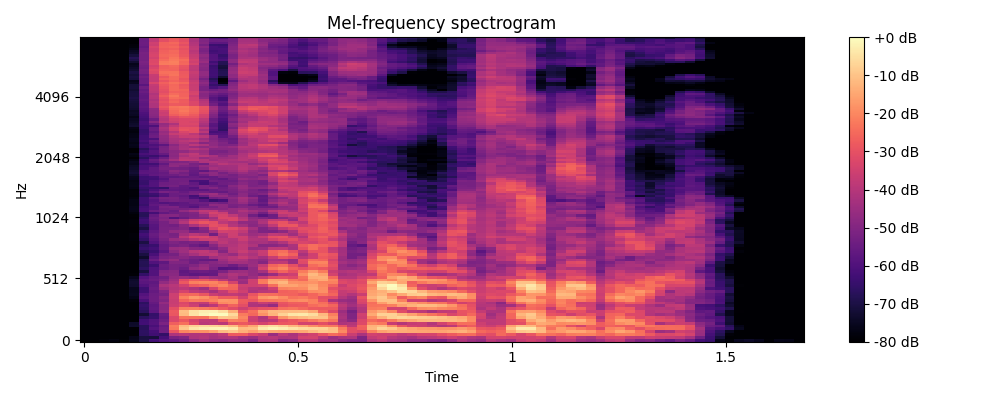 Mel-frequency spectrogram
Hz
4096
2048
1024
512
0
0
0.5
1
1.5
Time
+0 dB
-10 dB
-20 dB
-30 dB
-40 dB
-50 dB
-60 dB
-70 dB
-80 dB